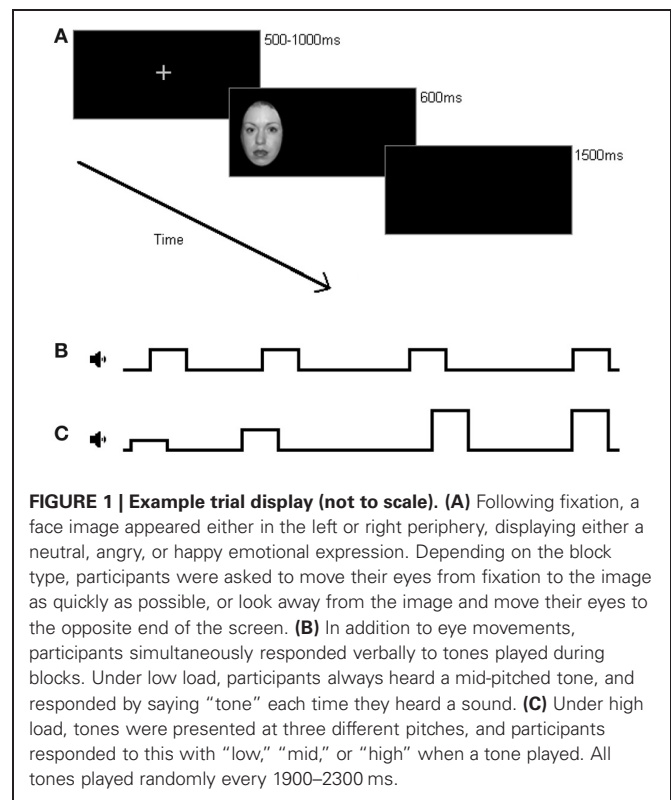 A
500-1000ms
600ms
1500ms
Time
B
C
FIGURE 1 | Example trial display (not to scale). (A) Following fixation, a
face image appeared either in the left or right periphery, displaying either a
neutral, angry, or happy emotional expression. Depending on the block
type, participants were asked to move their eyes from fixation to the image
as quickly as possible, or look away from the image and move their eyes to
the opposite end of the screen. (B) In addition to eye movements,
participants simultaneously responded verbally to tones played during
blocks. Under low load, participants always heard a mid-pitched tone, and
responded by saying “tone” each time they heard a sound. (C) Under high
load, tones were presented at three different pitches, and participants
responded to this with “low,” “mid,” or “high” when a tone played. All
tones played randomly every 1900–2300 ms.